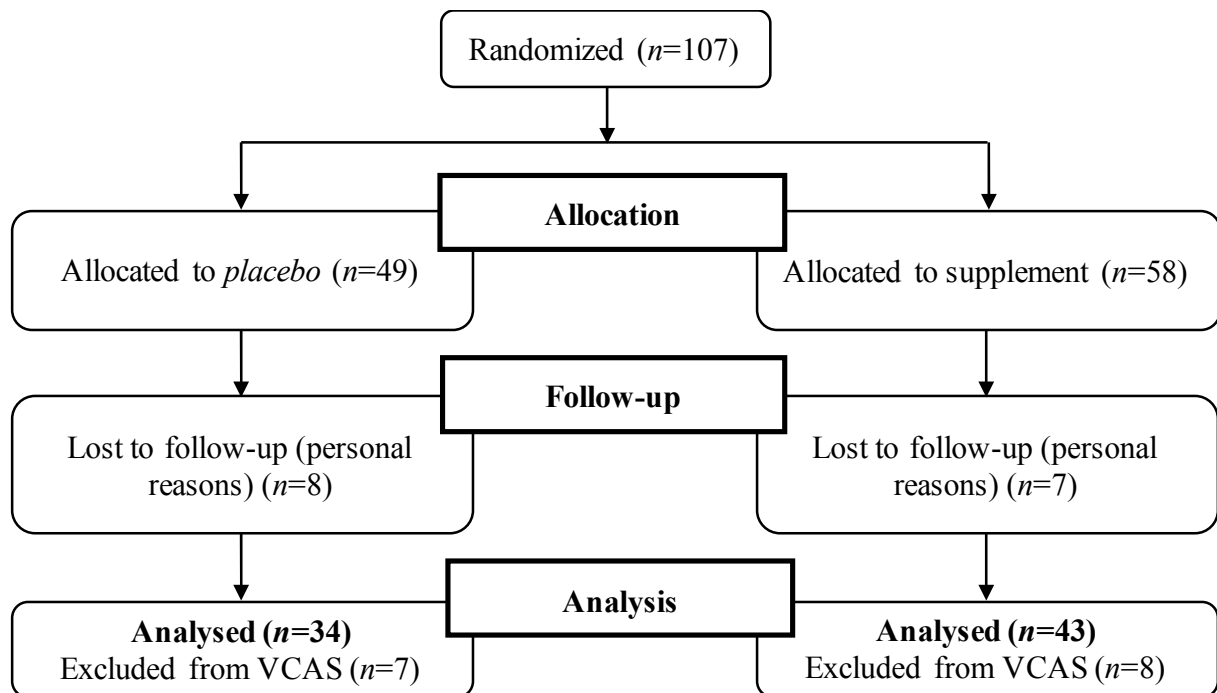 Randomized (n=107)
Allocation
Allocated to placebo (n=49)
Allocated to supplement (n=58)
Follow-up
Lost to follow-up (personal
reasons) (n=8)
Lost to follow-up (personal
reasons) (n=7)
Analysis
Analysed (n=34)
Excluded from VCAS (n=7)
Analysed (n=43)
Excluded from VCAS (n=8)